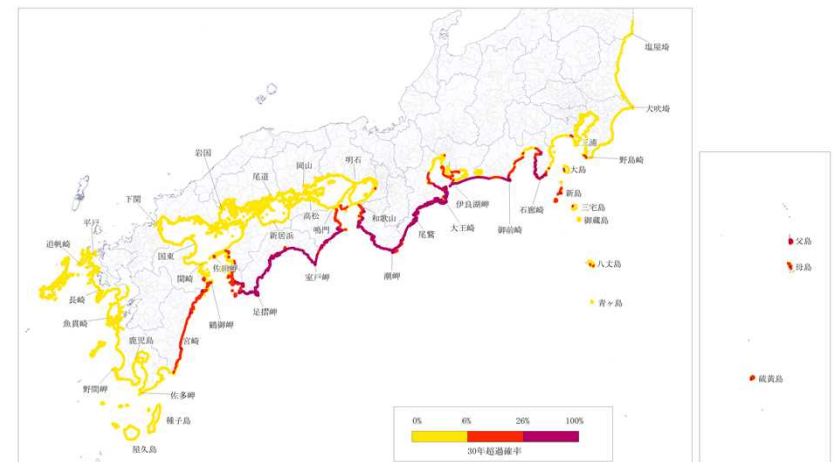 塩屋埼
犬吠埼
三浦
野島崎
大島
新島
三宅島
御蔵島
八丈島
青ヶ島
父島
母島
硫黄島
石廊崎
御前崎
伊良湖岬
大王崎
尾鷲
潮岬
和歌山
明石
岡山
尾道
岩国
下関
高松
鳴門
新居浜
室戸岬
足摺岬
佐田岬
国東
関崎
鶴御岬
宮崎
平戸
長崎
魚貫崎
鹿児島
野間岬
佐多岬
種子島
屋久島
0% 6% 26% 100%
30年超過確率